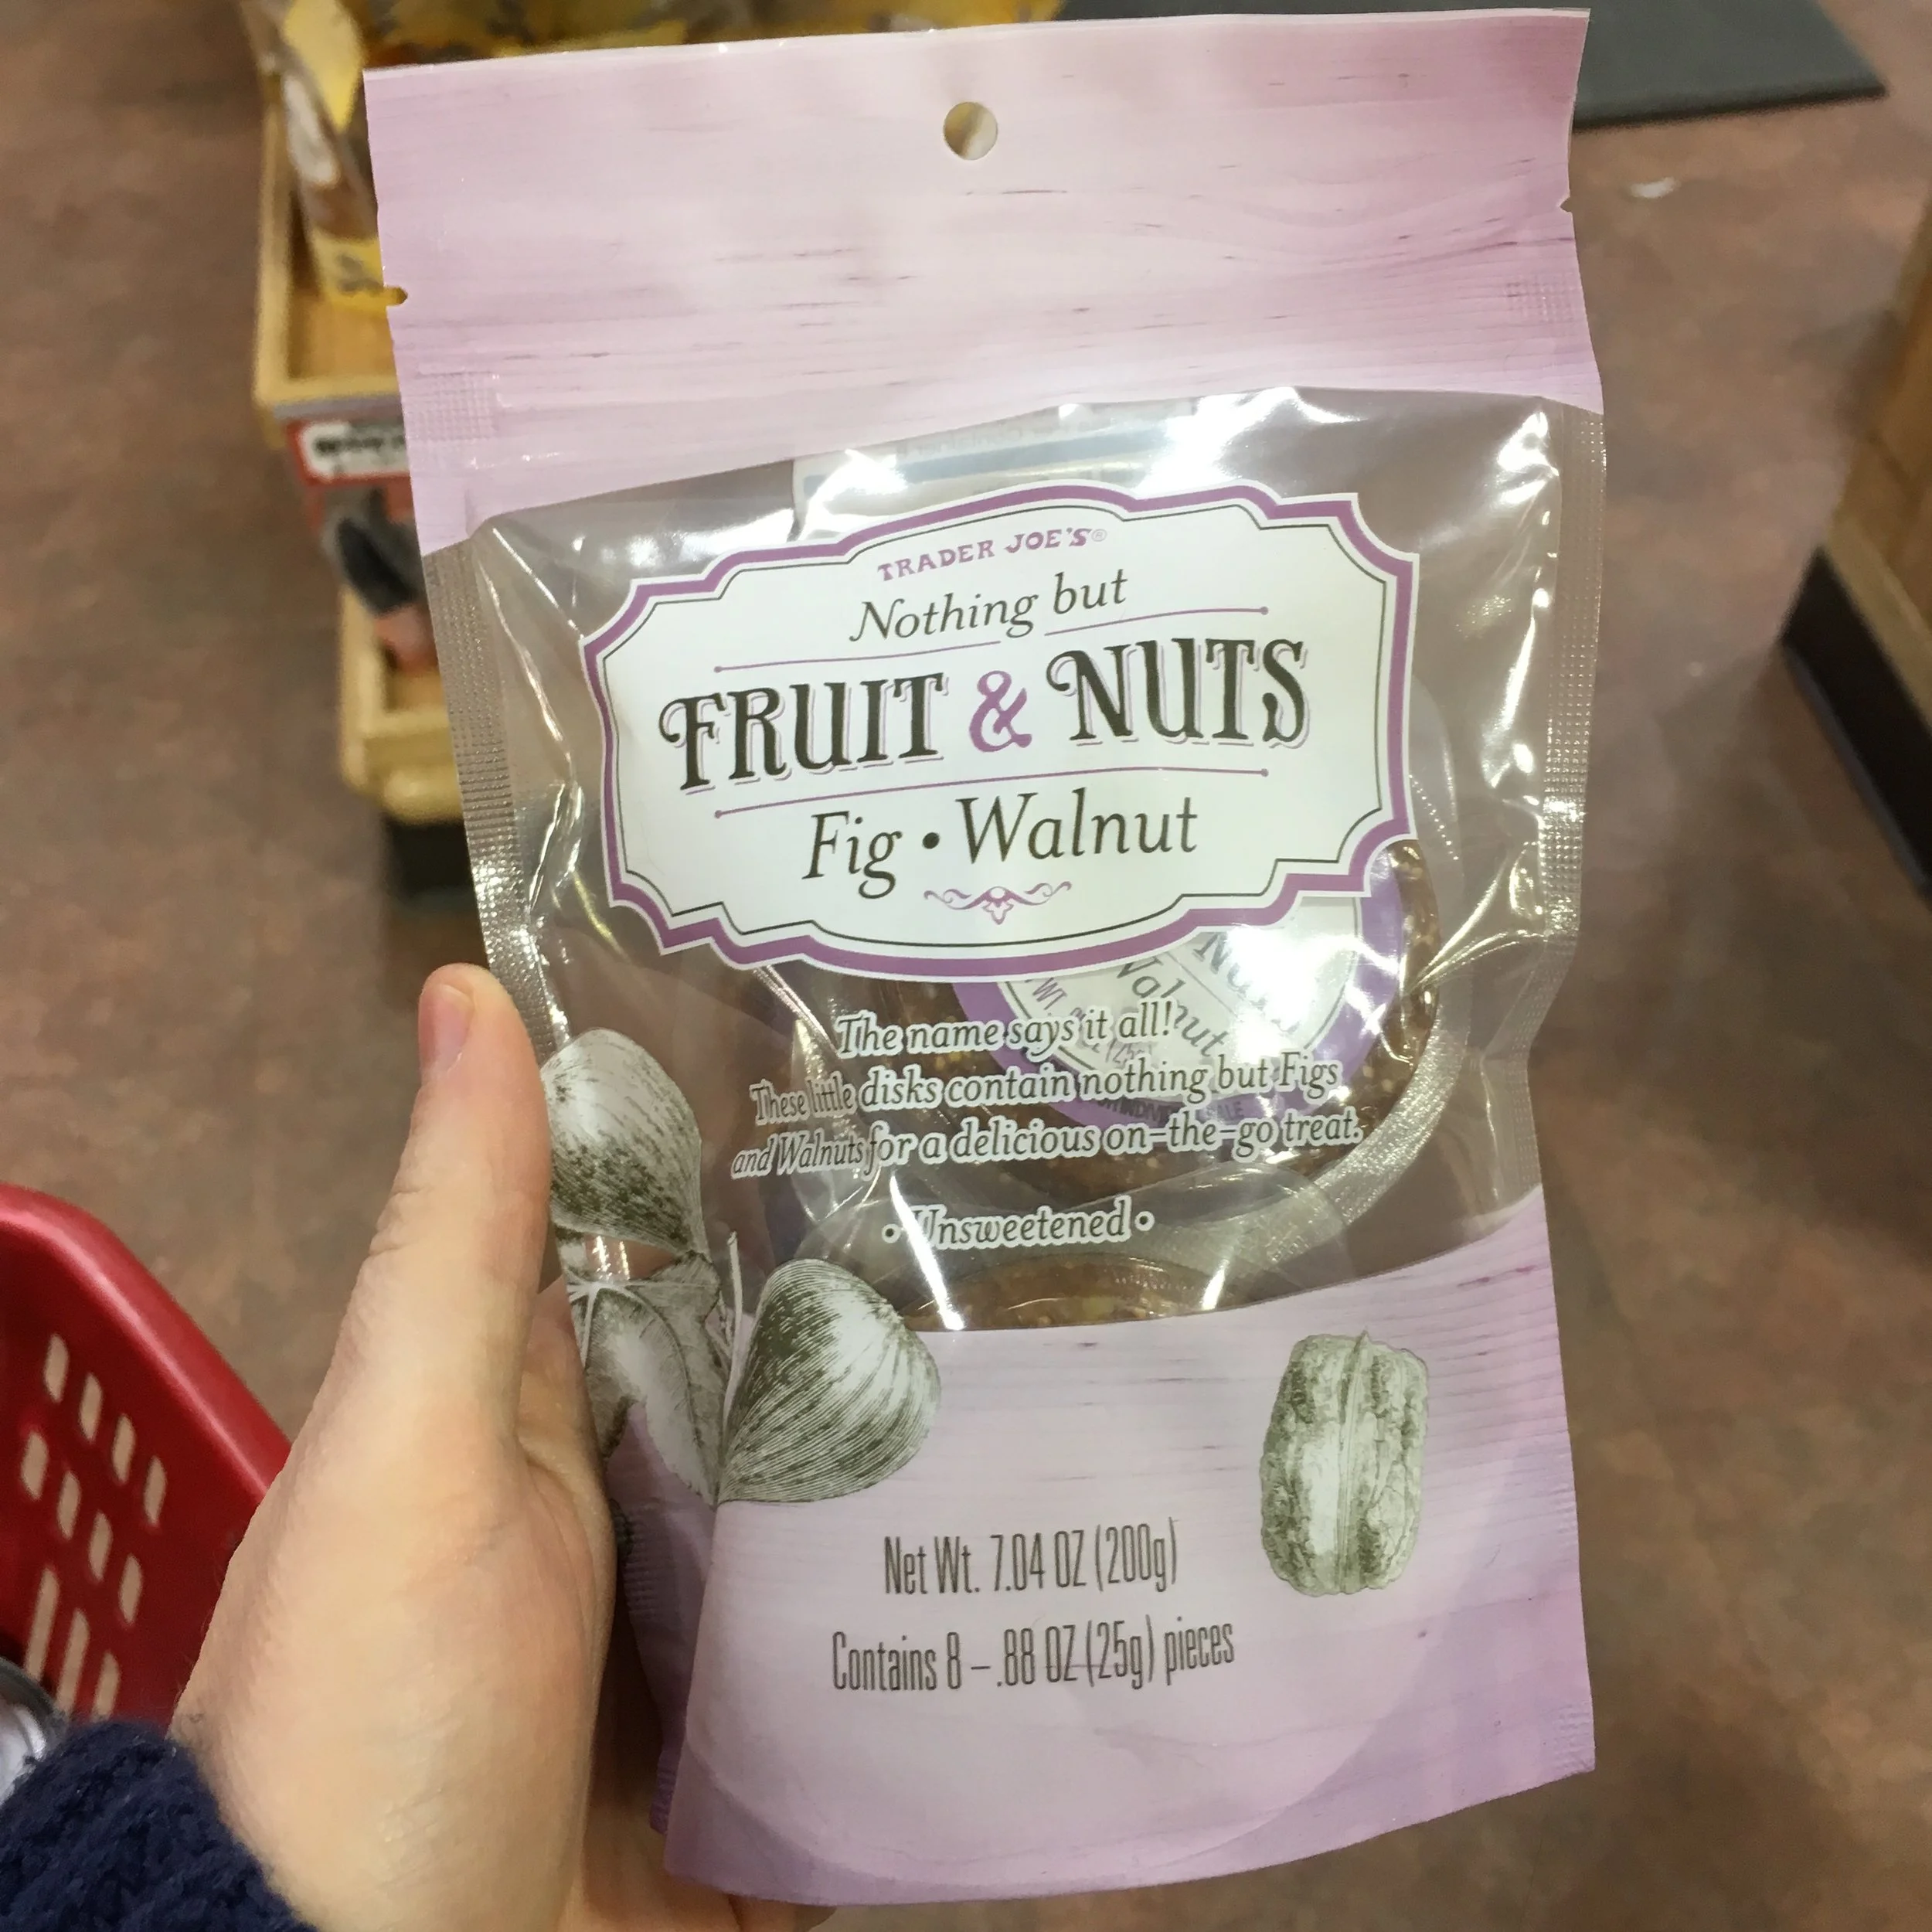 TRADER JOE'S®
Nothing but
FRUIT & NUTS
Fig • Walnut
The name says it all!
These little disks contain nothing but Figs
and Walnuts for a delicious on-the-go treat.
• Unsweetened •
Net Wt. 7.04 OZ (200g)
Contains 8 – .88 OZ (25g) pieces
Walnut